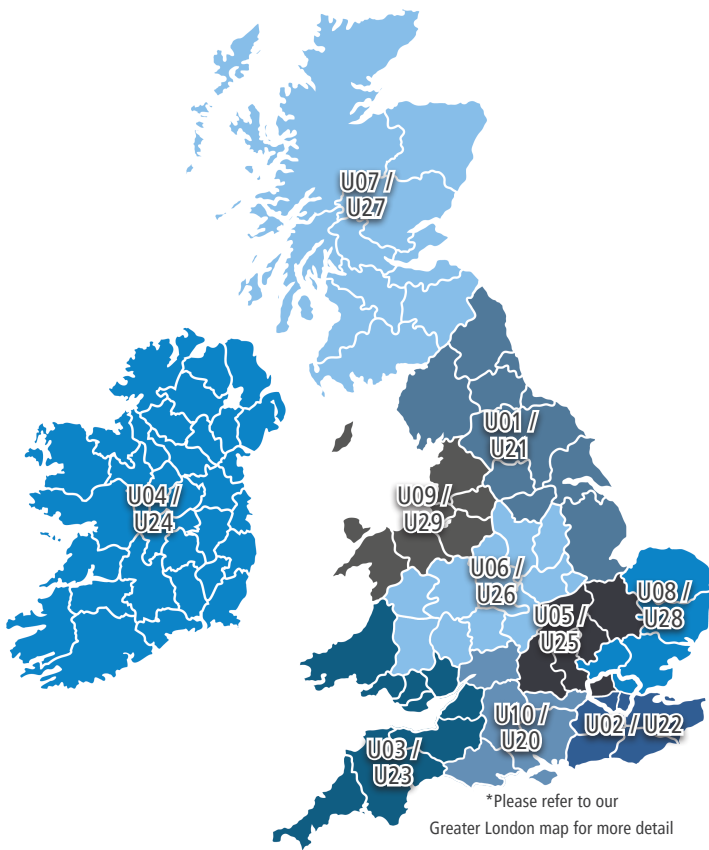 U07 /
U27
U01 /
U21
U04 /
U24
U09 /
U29
U06 /
U26
U08 /
U28
U05 /
U25
U10 /
U20
U02 / U22
U03 /
U23
*Please refer to our
Greater London map for more detail